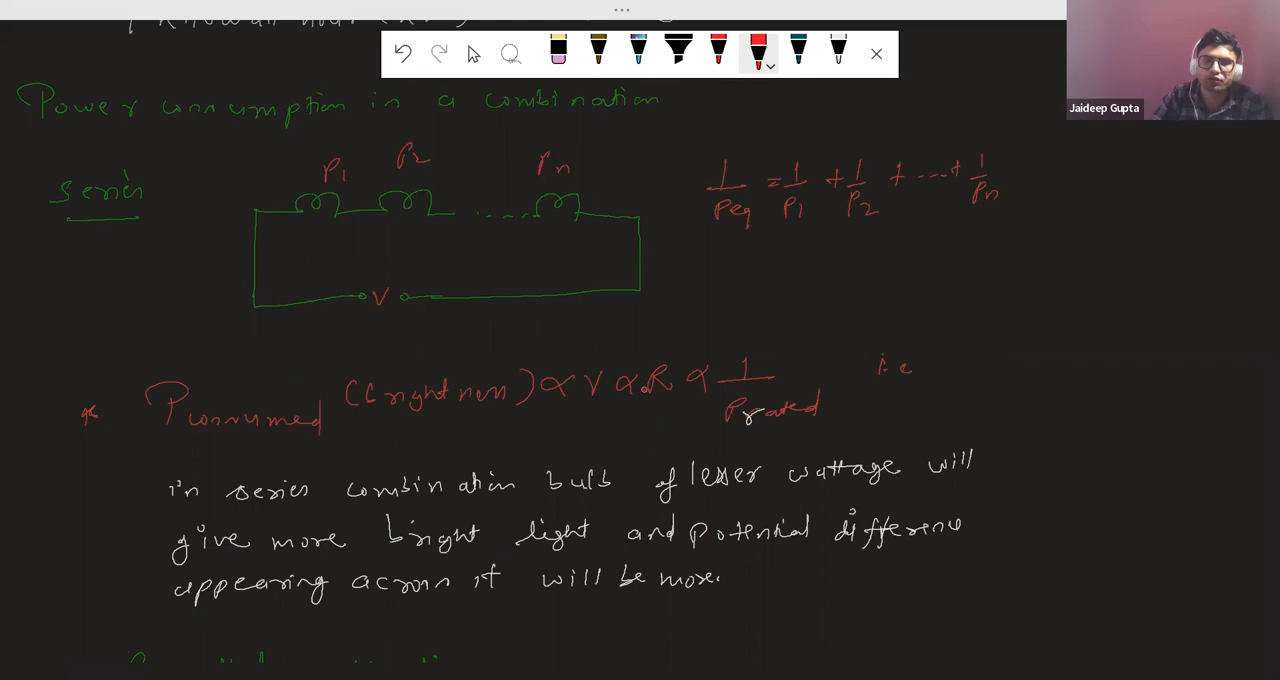 Power consumption in a combination
Jaideep Gupta
series
P1 P2 Pn
1/Peq = 1/P1 + 1/P2 + ....+ 1/Pn
V
* Pconsumed (Brightness) ∝ V ∝ R ∝ 1/Prated i.e
in series combination bulb of lesser wattage will
give more bright light and potential difference
appearing across it will be more.